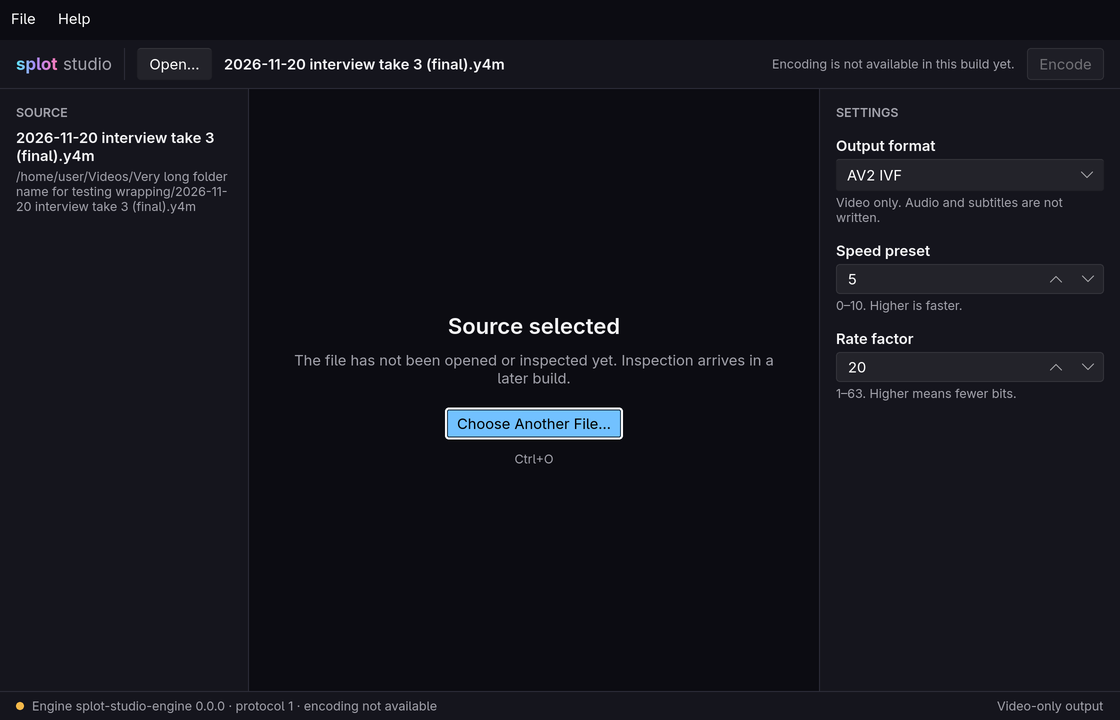 File Help
splot studio Open... 2026-11-20 interview take 3 (final).y4m Encoding is not available in this build yet. Encode
SOURCE
2026-11-20 interview take 3
(final).y4m
/home/user/Videos/Very long folder
name for testing wrapping/2026-11-
20 interview take 3 (final).y4m
Source selected
The file has not been opened or inspected yet. Inspection arrives in a
later build.
Choose Another File...
Ctrl+O
SETTINGS
Output format
AV2 IVF
Video only. Audio and subtitles are not
written.
Speed preset
5
0–10. Higher is faster.
Rate factor
20
1–63. Higher means fewer bits.
Engine splot-studio-engine 0.0.0 · protocol 1 · encoding not available Video-only output